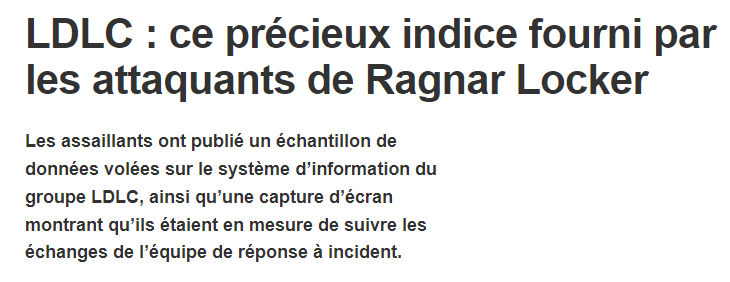 LDLC : ce précieux indice fourni par
les attaquants de Ragnar Locker
Les assaillants ont publié un échantillon de
données volées sur le système d’information du
groupe LDLC, ainsi qu’une capture d’écran
montrant qu’ils étaient en mesure de suivre les
échanges de l’équipe de réponse à incident.